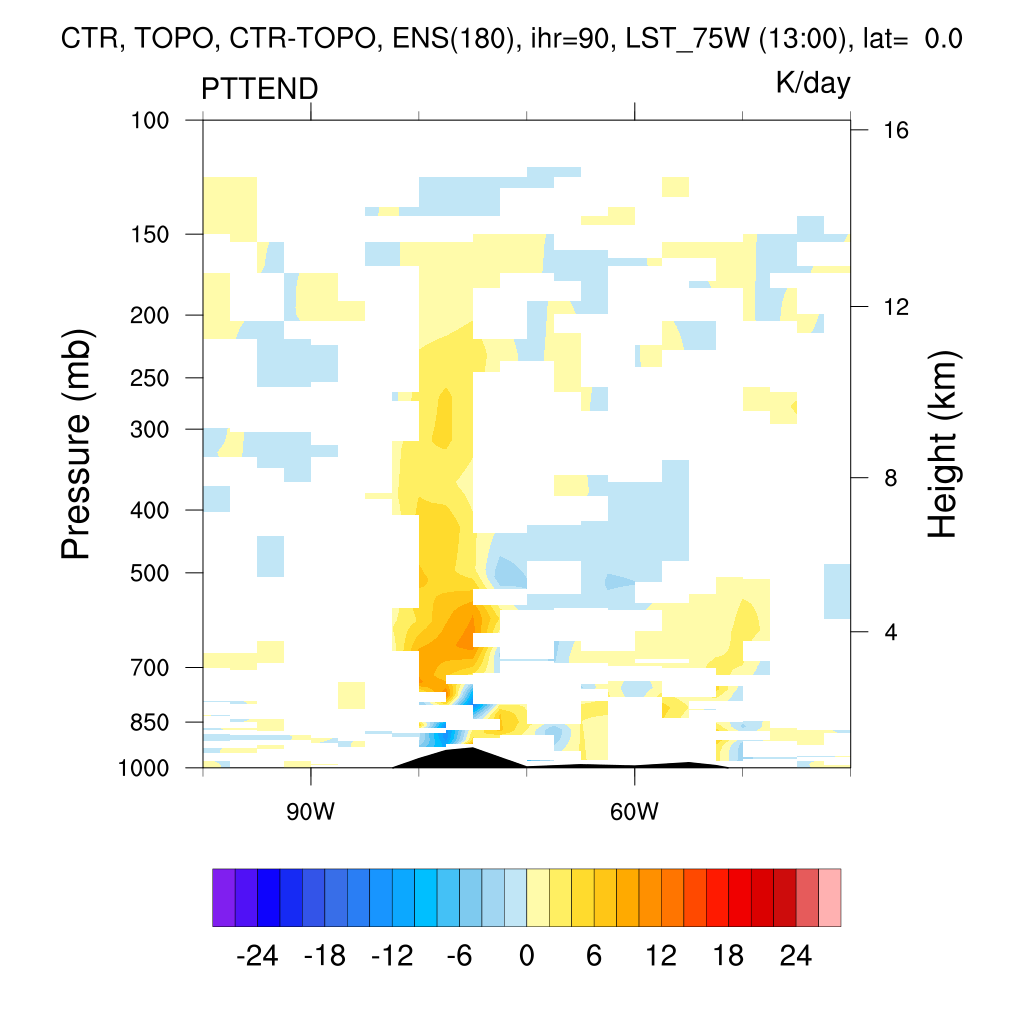 CTR, TOPO, CTR-TOPO, ENS(180), ihr=90, LST_75W (13:00), lat= 0.0
PTTEND K/day
100
150
200
250
300
400
500
700
850
1000
Pressure (mb)
16
12
8
4
Height (km)
90W 60W
-24 -18 -12 -6 0 6 12 18 24